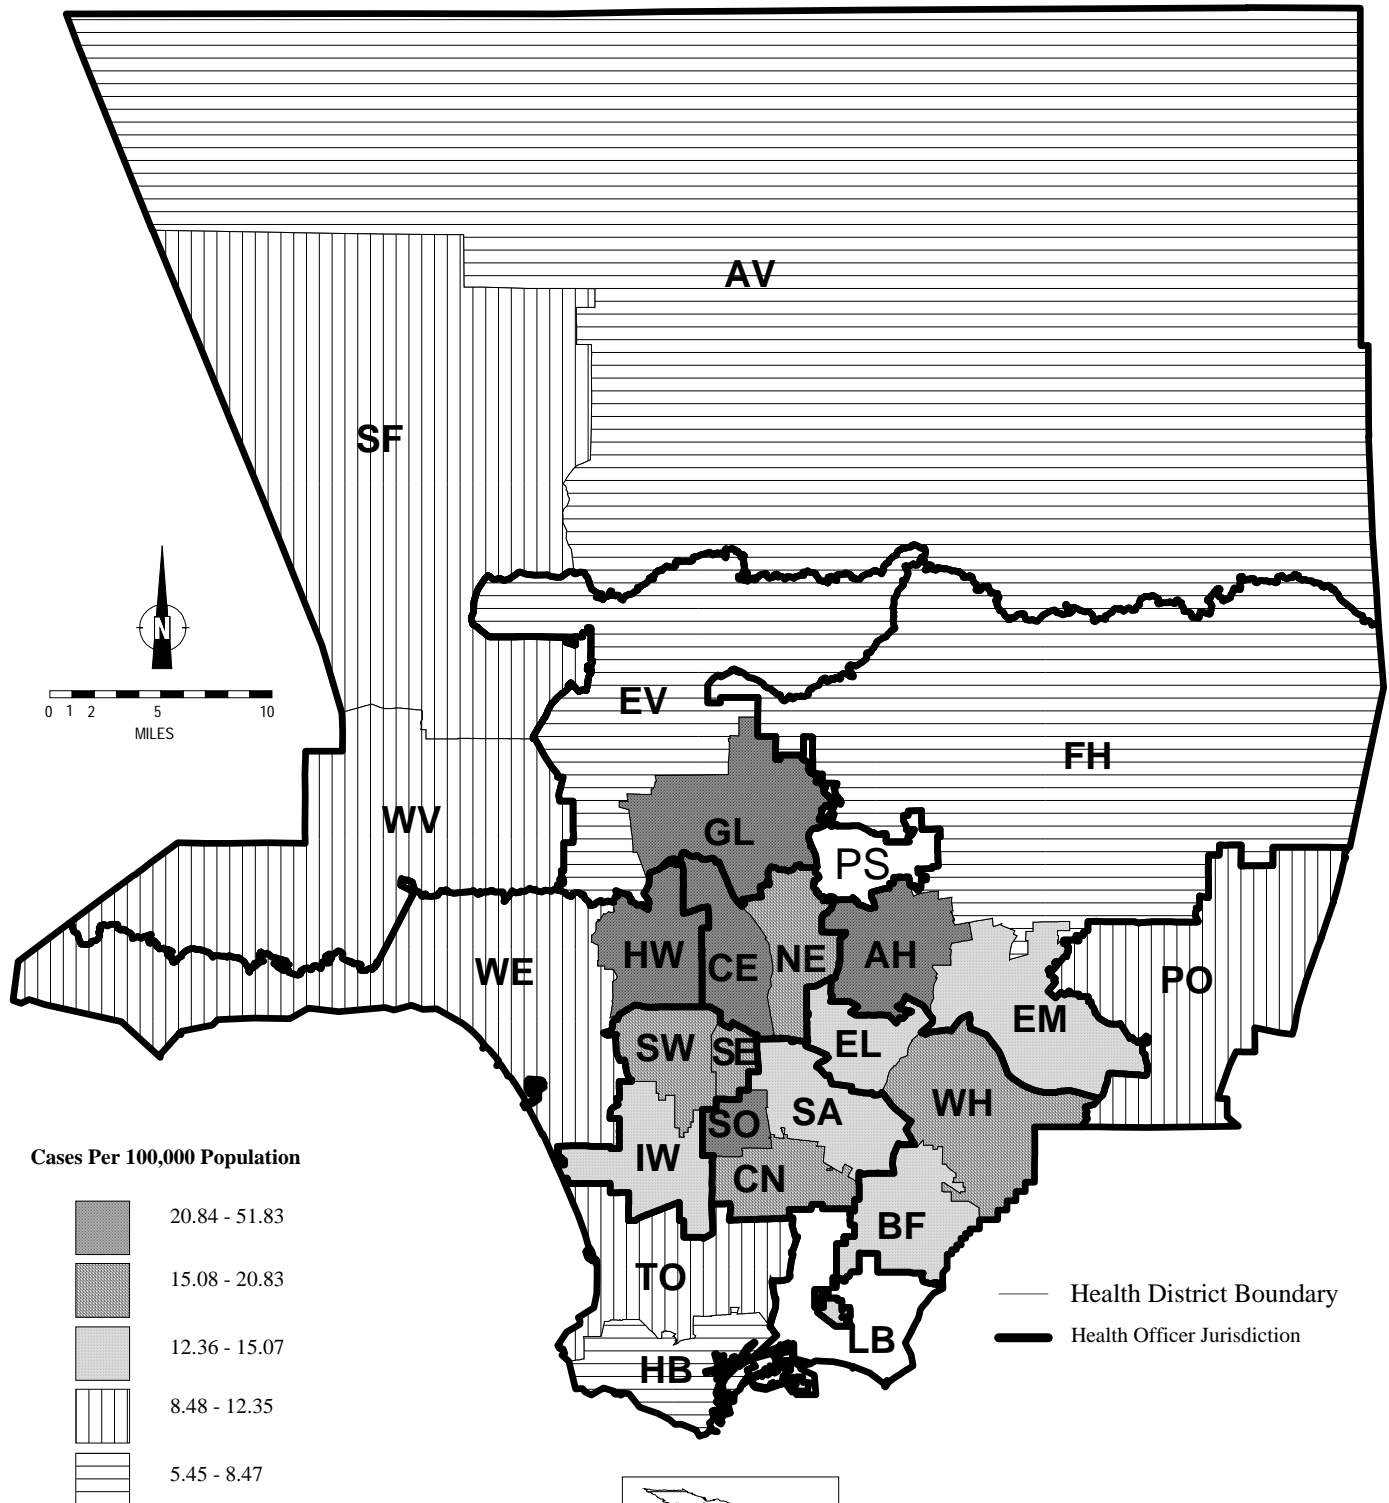 AV
SF
N
0 1 2 5 10
MILES
EV
FH
WV
GL
PS
HW
CE
NE
AH
WE
PO
EM
SW
SE
EL
WH
SO
SA
IW
CN
BF
TO
LB
HB
Cases Per 100,000 Population
20.84 - 51.83
15.08 - 20.83
12.36 - 15.07
8.48 - 12.35
5.45 - 8.47
Health District Boundary
Health Officer Jurisdiction